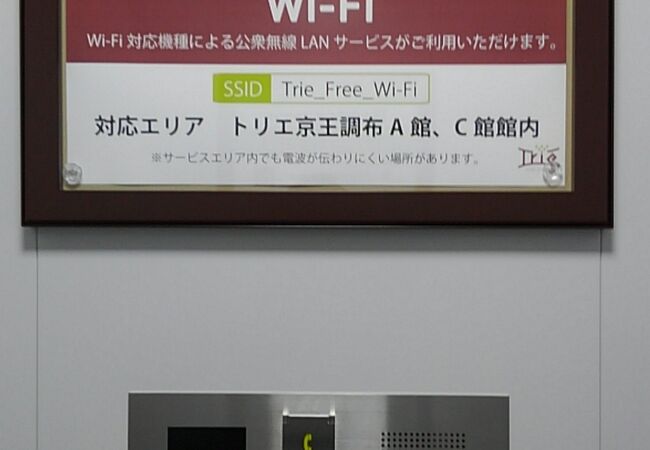 Wi-Fi
Wi-Fi 対応機種による公衆無線 LAN サービスがご利用いただけます。
SSID Trie_Free_Wi-Fi
対応エリア トリエ京王調布 A 館、C 館館内
※サービスエリア内でも電波が伝わりにくい場所があります。
Trie